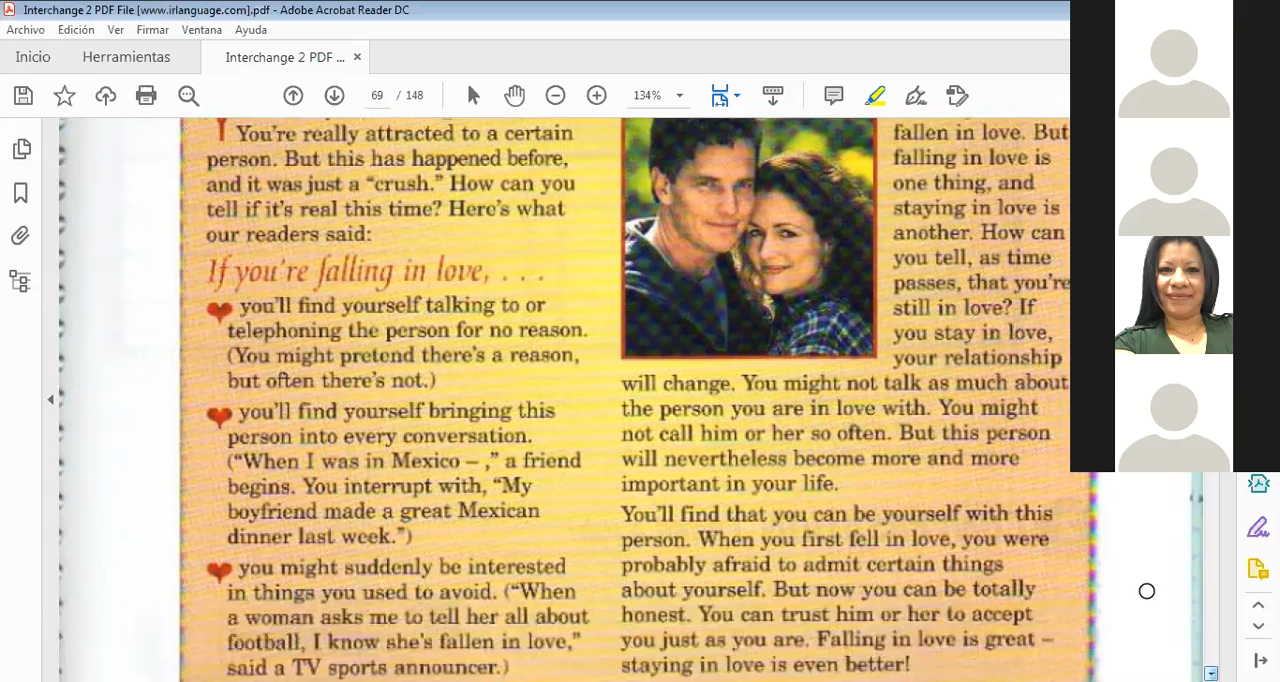 Interchange 2 PDF File [www.irlanguage.com].pdf - Adobe Acrobat Reader DC
Archivo Edición Ver Firmar Ventana Ayuda
Inicio Herramientas Interchange 2 PDF ... ×
69 / 148 134%
You're really attracted to a certain
person. But this has happened before,
and it was just a "crush." How can you
tell if it's real this time? Here's what
our readers said:
If you're falling in love, . . .
you'll find yourself talking to or
telephoning the person for no reason.
(You might pretend there's a reason,
but often there's not.)
you'll find yourself bringing this
person into every conversation.
("When I was in Mexico – ," a friend
begins. You interrupt with, "My
boyfriend made a great Mexican
dinner last week.")
you might suddenly be interested
in things you used to avoid. ("When
a woman asks me to tell her all about
football, I know she's fallen in love,"
said a TV sports announcer.)
fallen in love. But
falling in love is
one thing, and
staying in love is
another. How can
you tell, as time
passes, that you're
still in love? If
you stay in love,
your relationship
will change. You might not talk as much about
the person you are in love with. You might
not call him or her so often. But this person
will nevertheless become more and more
important in your life.
You'll find that you can be yourself with this
person. When you first fell in love, you were
probably afraid to admit certain things
about yourself. But now you can be totally
honest. You can trust him or her to accept
you just as you are. Falling in love is great –
staying in love is even better!